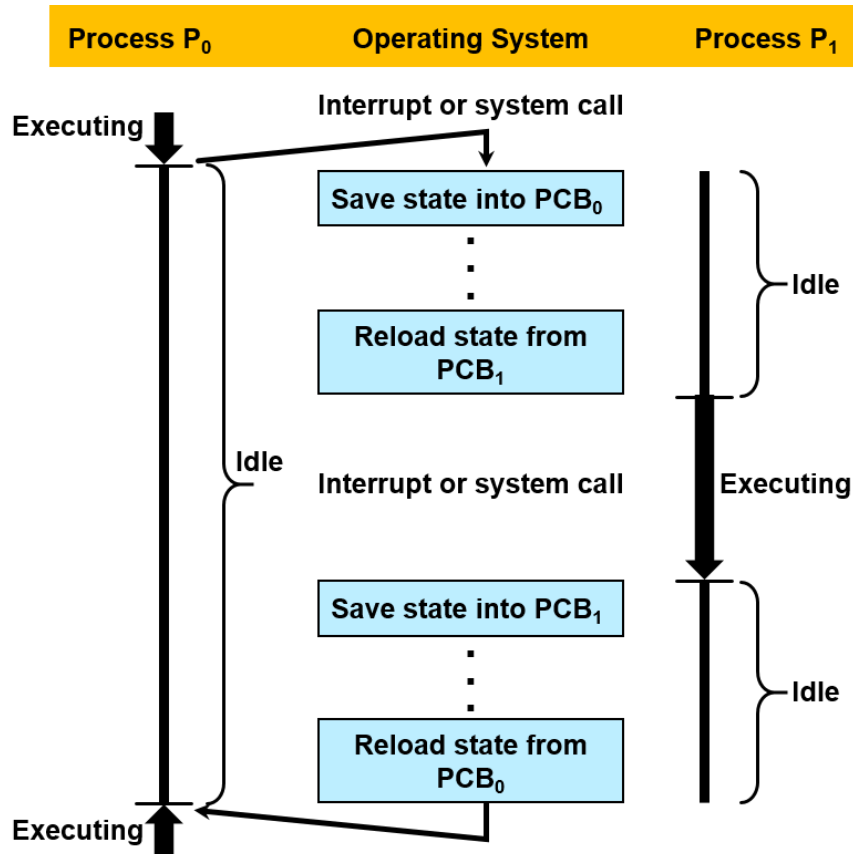 Process P₀
Operating System
Process P₁
Interrupt or system call
Executing
Save state into PCB₀
Idle
Reload state from
PCB₁
Idle
Interrupt or system call
Executing
Save state into PCB₁
Idle
Reload state from
PCB₀
Executing